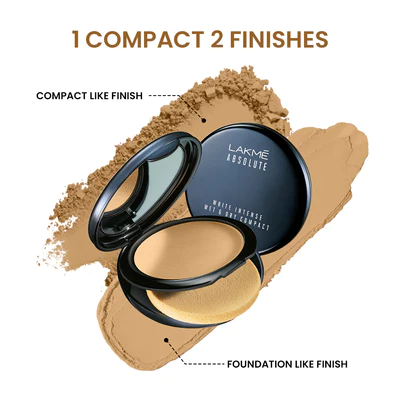 1 COMPACT 2 FINISHES
COMPACT LIKE FINISH
LAKMĒ
ABSOLUTE
WHITE INTENSE
WET & DRY COMPACT
FOUNDATION LIKE FINISH